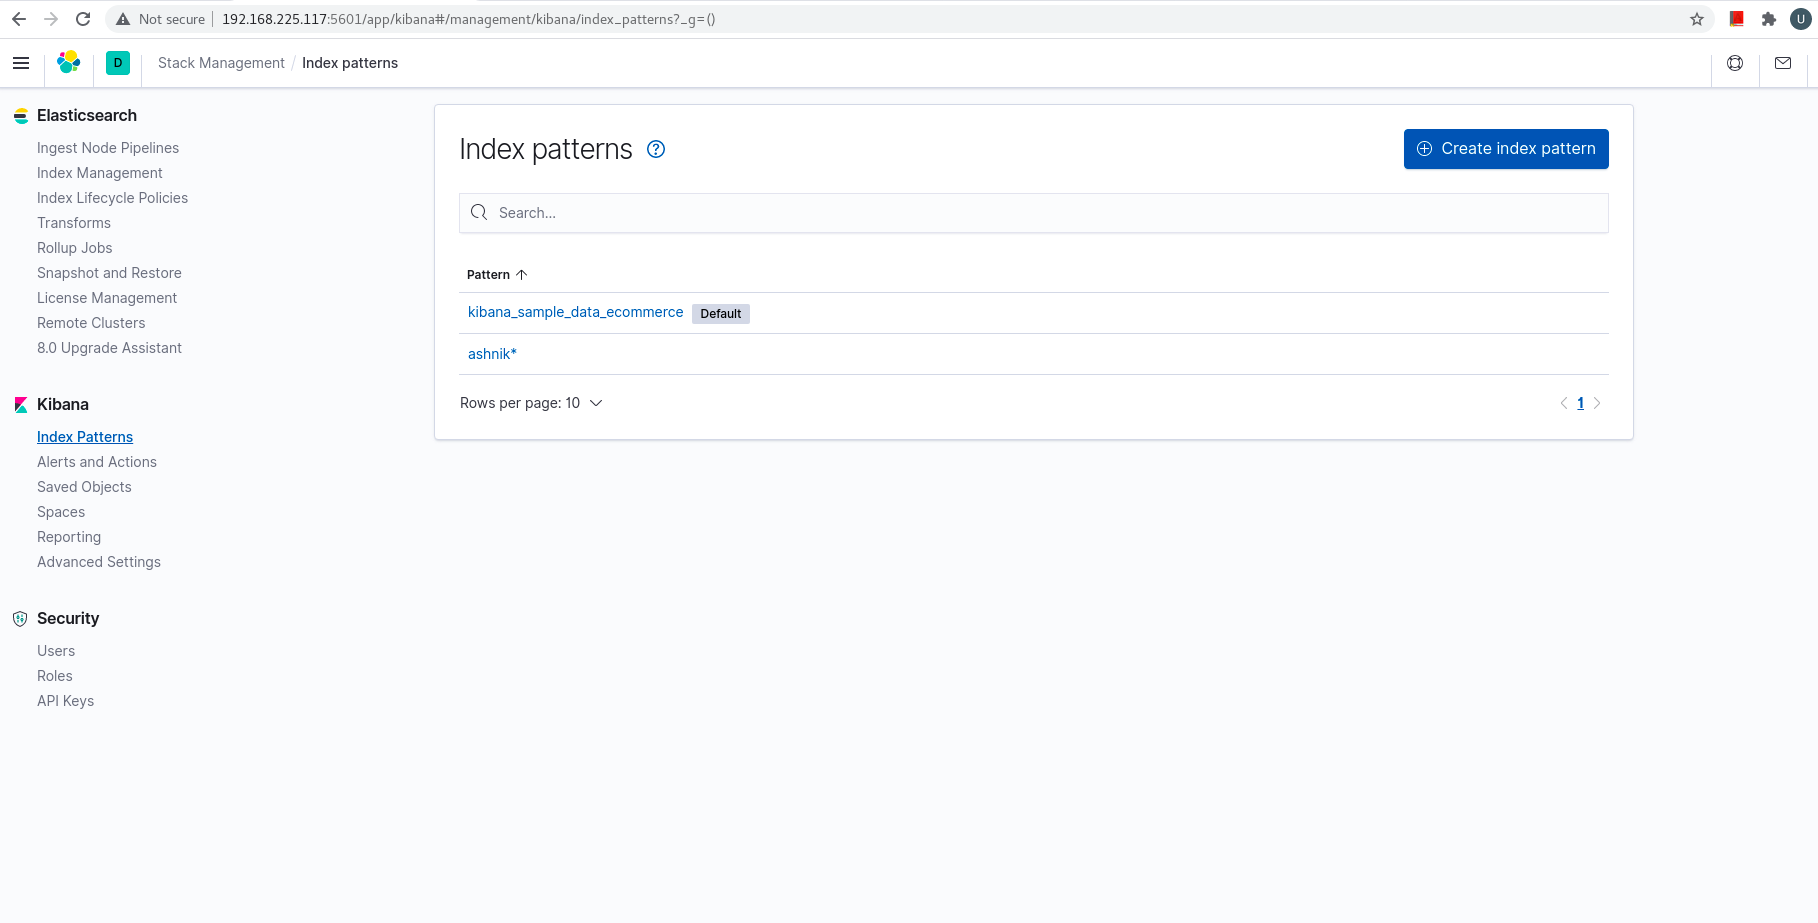 Not secure | 192.168.225.117:5601/app/kibana#/management/kibana/index_patterns?_g=()
U
D Stack Management / Index patterns
Elasticsearch
Ingest Node Pipelines
Index Management
Index Lifecycle Policies
Transforms
Rollup Jobs
Snapshot and Restore
License Management
Remote Clusters
8.0 Upgrade Assistant
Kibana
Index Patterns
Alerts and Actions
Saved Objects
Spaces
Reporting
Advanced Settings
Security
Users
Roles
API Keys
Index patterns ?
Create index pattern
Search...
Pattern
kibana_sample_data_ecommerce Default
ashnik*
Rows per page: 10
1